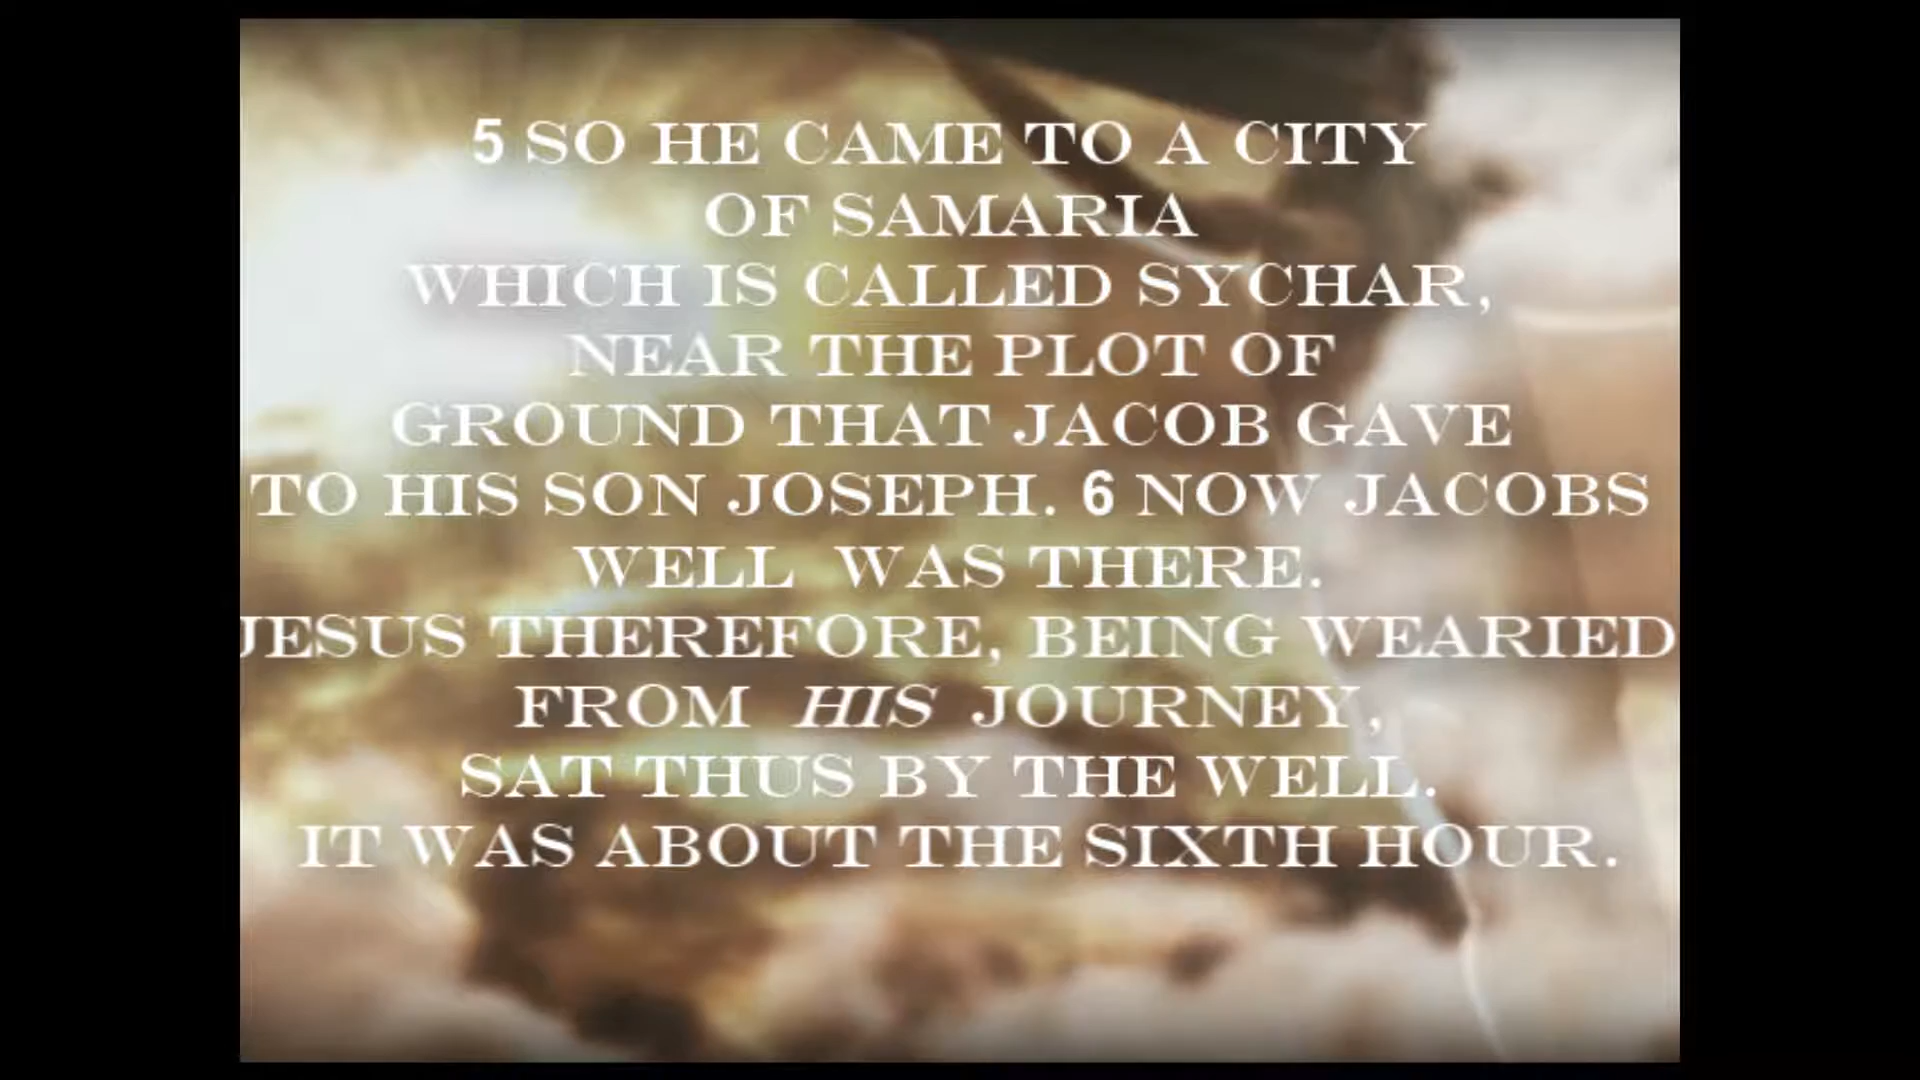 5 SO HE CAME TO A CITY
OF SAMARIA
WHICH IS CALLED SYCHAR,
NEAR THE PLOT OF
GROUND THAT JACOB GAVE
TO HIS SON JOSEPH. 6 NOW JACOBS
WELL WAS THERE.
JESUS THEREFORE, BEING WEARIED
FROM HIS JOURNEY,
SAT THUS BY THE WELL.
IT WAS ABOUT THE SIXTH HOUR.